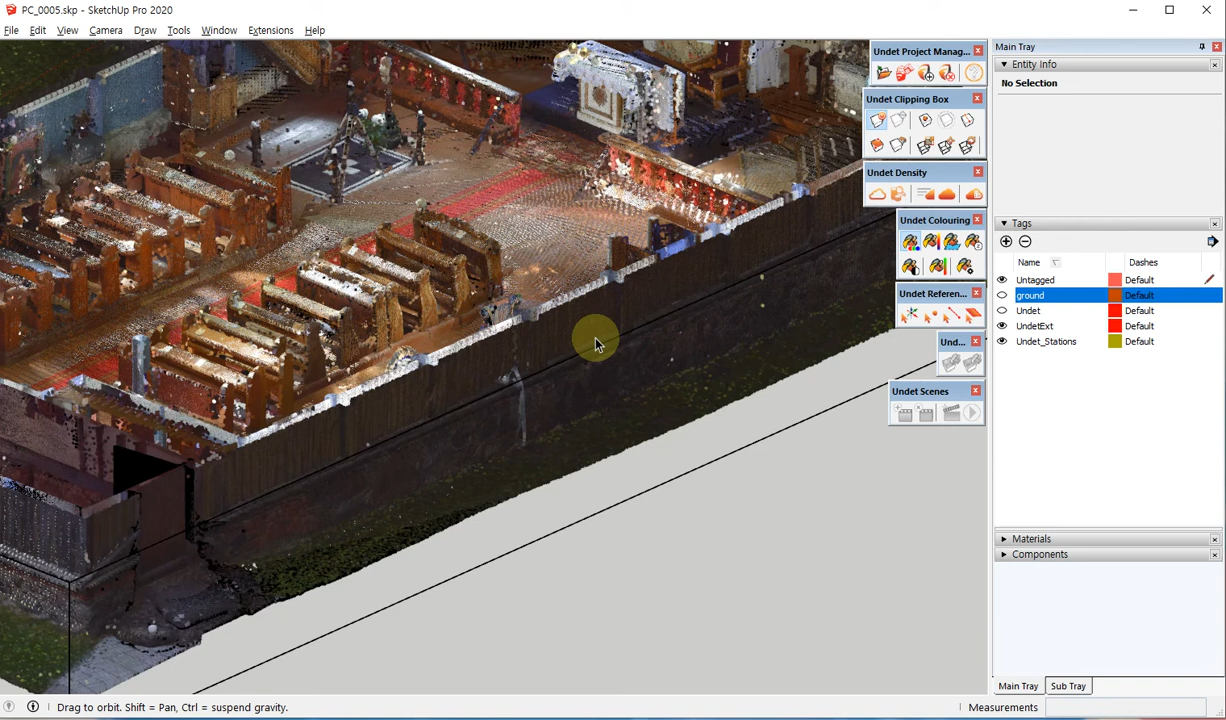 PC_0005.skp - SketchUp Pro 2020
File Edit View Camera Draw Tools Window Extensions Help
Undet Project Manag...
Undet Clipping Box
Undet Density
Undet Colouring
Undet Referen...
Und...
Undet Scenes
Main Tray
Entity Info
No Selection
Tags
Name Dashes
Untagged Default
ground Default
Undet Default
UndetExt Default
Undet_Stations Default
Materials
Components
Main Tray Sub Tray
Drag to orbit. Shift = Pan, Ctrl = suspend gravity.
Measurements